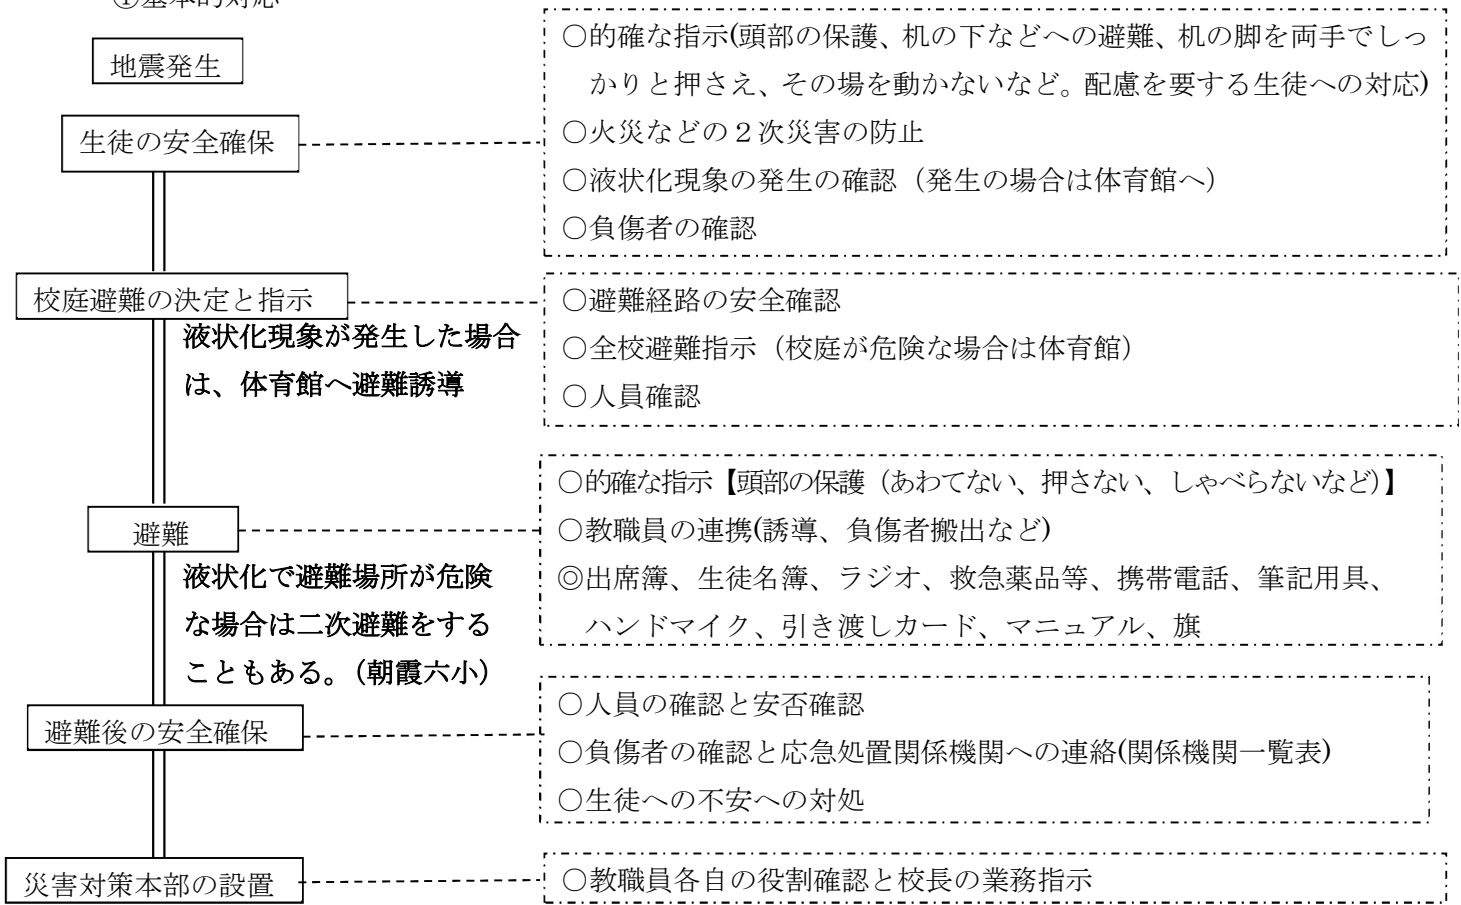 ①基本的対応
地震発生
生徒の安全確保
○的確な指示(頭部の保護、机の下などへの避難、机の脚を両手でしっ
かりと押さえ、その場を動かないなど。配慮を要する生徒への対応)
○火災などの２次災害の防止
○液状化現象の発生の確認（発生の場合は体育館へ）
○負傷者の確認
校庭避難の決定と指示
液状化現象が発生した場合
は、体育館へ避難誘導
○避難経路の安全確認
○全校避難指示（校庭が危険な場合は体育館）
○人員確認
避難
液状化で避難場所が危険
な場合は二次避難をする
こともある。（朝霞六小）
○的確な指示【頭部の保護（あわてない、押さない、しゃべらないなど）】
○教職員の連携(誘導、負傷者搬出など)
◎出席簿、生徒名簿、ラジオ、救急薬品等、携帯電話、筆記用具、
ハンドマイク、引き渡しカード、マニュアル、旗
避難後の安全確保
○人員の確認と安否確認
○負傷者の確認と応急処置関係機関への連絡(関係機関一覧表)
○生徒への不安への対処
災害対策本部の設置
○教職員各自の役割確認と校長の業務指示